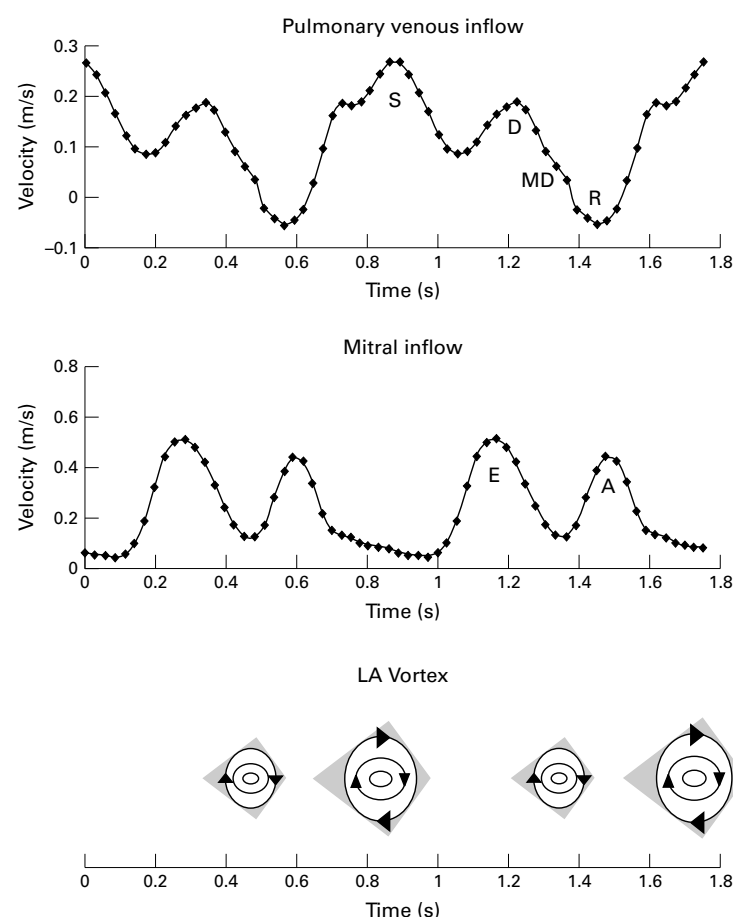 Pulmonary venous inflow
0.3
0.2
0.1
0
–0.1
Velocity (m/s)
S
D
MD
R
0 0.2 0.4 0.6 0.8 1 1.2 1.4 1.6 1.8
Time (s)
Mitral inflow
0.8
0.6
0.4
0.2
0
Velocity (m/s)
E
A
0 0.2 0.4 0.6 0.8 1 1.2 1.4 1.6 1.8
Time (s)
LA Vortex
0 0.2 0.4 0.6 0.8 1 1.2 1.4 1.6 1.8
Time (s)